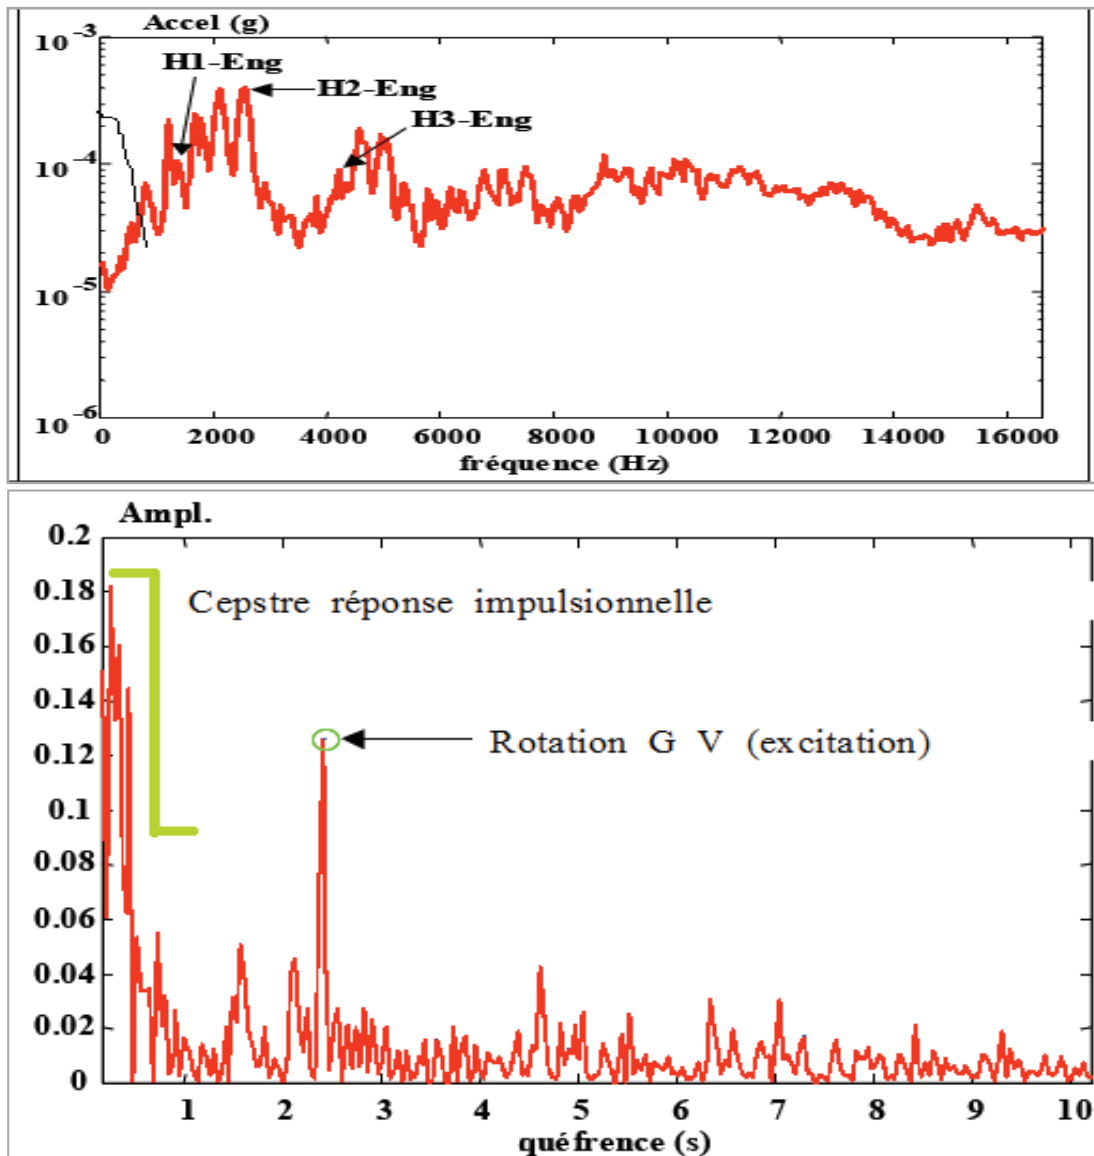 Accel (g)
10-3
H1-Eng
H2-Eng
H3-Eng
10-4
10-5
10-6
0 2000 4000 6000 8000 10000 12000 14000 16000
fréquence (Hz)
Ampl.
0.2
0.18
Cepstre réponse impulsionnelle
0.16
0.14
Rotation G V (excitation)
0.12
0.1
0.08
0.06
0.04
0.02
0
1 2 3 4 5 6 7 8 9 10
quéfrence (s)